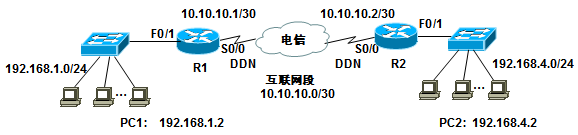 10.10.10.1/30 10.10.10.2/30
F0/1 F0/1
电信
S0/0 S0/0
R1 R2
DDN DDN
192.168.1.0/24 192.168.4.0/24
互联网段
10.10.10.0/30
... ...
PC1: 192.168.1.2 PC2: 192.168.4.2